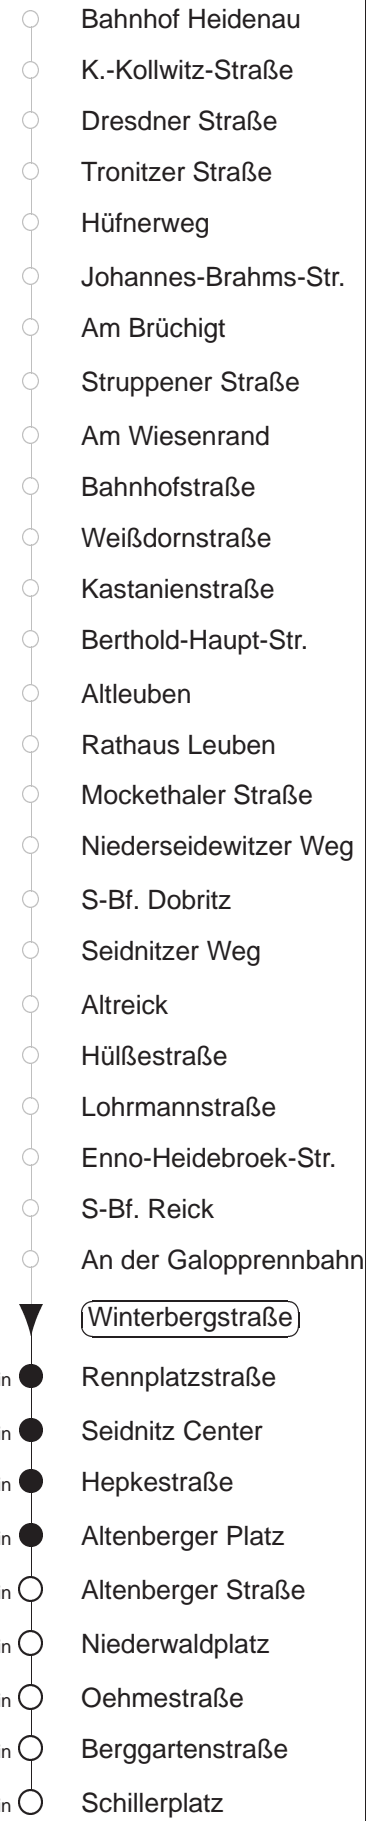 Bahnhof Heidenau
K.-Kollwitz-Straße
Dresdner Straße
Tronitzer Straße
Hüfnerweg
Johannes-Brahms-Str.
Am Brüchigt
Struppener Straße
Am Wiesenrand
Bahnhofstraße
Weißdornstraße
Kastanienstraße
Berthold-Haupt-Str.
Altleuben
Rathaus Leuben
Mockethaler Straße
Niederseidewitzer Weg
S-Bf. Dobritz
Seidnitzer Weg
Altreick
Hülßestraße
Lohrmannstraße
Enno-Heidebroek-Str.
S-Bf. Reick
An der Galopprennbahn
Winterbergstraße
Rennplatzstraße
Seidnitz Center
Hepkestraße
Altenberger Platz
Altenberger Straße
Niederwaldplatz
Oehmestraße
Berggartenstraße
Schillerplatz